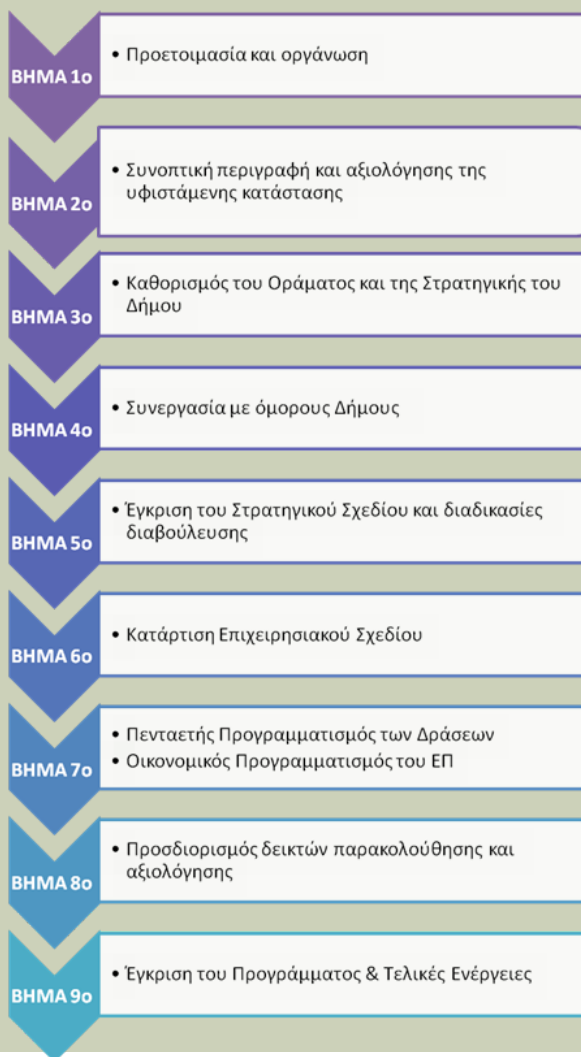 ΒΗΜΑ 1ο
• Προετοιμασία και οργάνωση
ΒΗΜΑ 2ο
• Συνοπτική περιγραφή και αξιολόγησης της
υφιστάμενης κατάστασης
ΒΗΜΑ 3ο
• Καθορισμός του Οράματος και της Στρατηγικής του
Δήμου
ΒΗΜΑ 4ο
• Συνεργασία με όμορους Δήμους
ΒΗΜΑ 5ο
• Έγκριση του Στρατηγικού Σχεδίου και διαδικασίες
διαβούλευσης
ΒΗΜΑ 6ο
• Κατάρτιση Επιχειρησιακού Σχεδίου
ΒΗΜΑ 7ο
• Πενταετής Προγραμματισμός των Δράσεων
• Οικονομικός Προγραμματισμός του ΕΠ
ΒΗΜΑ 8ο
• Προσδιορισμός δεικτών παρακολούθησης και
αξιολόγησης
ΒΗΜΑ 9ο
• Έγκριση του Προγράμματος & Τελικές Ενέργειες